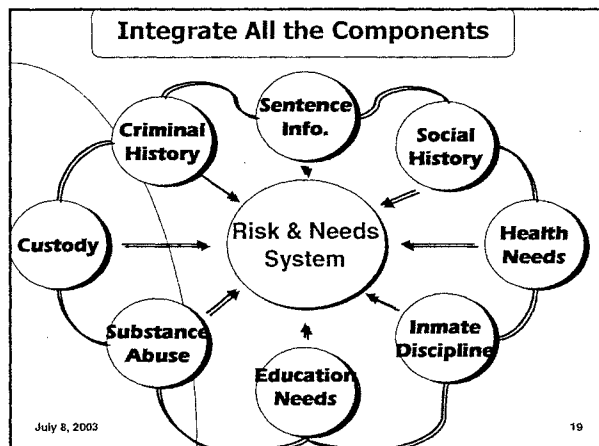 Integrate All the Components
Sentence
Info.
Criminal
History
Social
History
Custody
Risk & Needs
System
Health
Needs
Substance
Abuse
Inmate
Discipline
Education
Needs
July 8, 2003
19